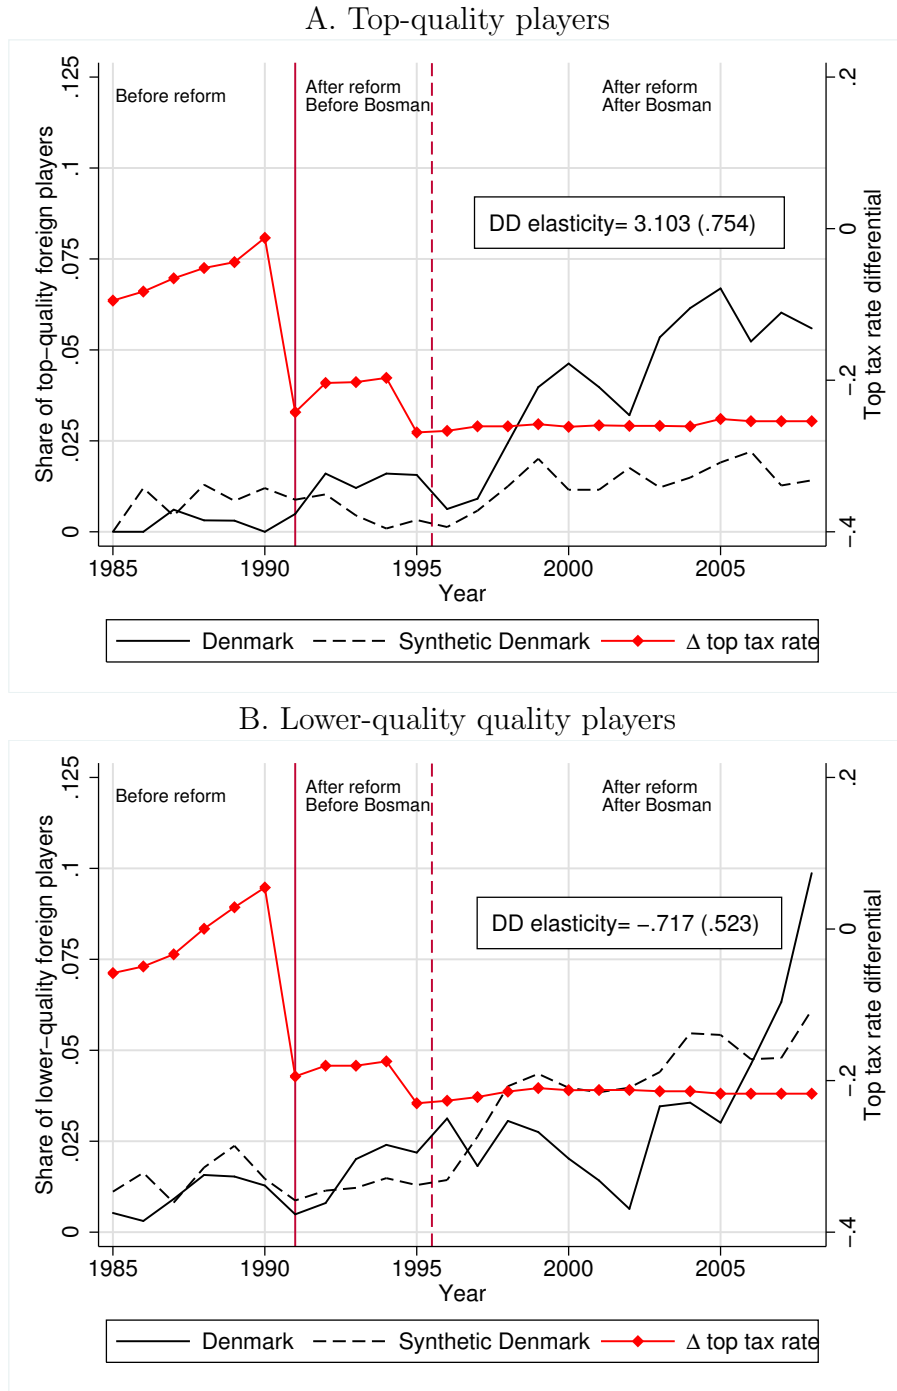 A. Top-quality players
Before reform
After reform
Before Bosman
After reform
After Bosman
DD elasticity= 3.103 (.754)
Share of top−quality foreign players
0
.025
.05
.075
.1
.125
Top tax rate differential
−.4
−.2
0
.2
1985 1990 1995 2000 2005
Year
Denmark Synthetic Denmark Δ top tax rate
B. Lower-quality quality players
Before reform
After reform
Before Bosman
After reform
After Bosman
DD elasticity= −.717 (.523)
Share of lower−quality foreign players
0
.025
.05
.075
.1
.125
Top tax rate differential
−.4
−.2
0
.2
1985 1990 1995 2000 2005
Year
Denmark Synthetic Denmark Δ top tax rate